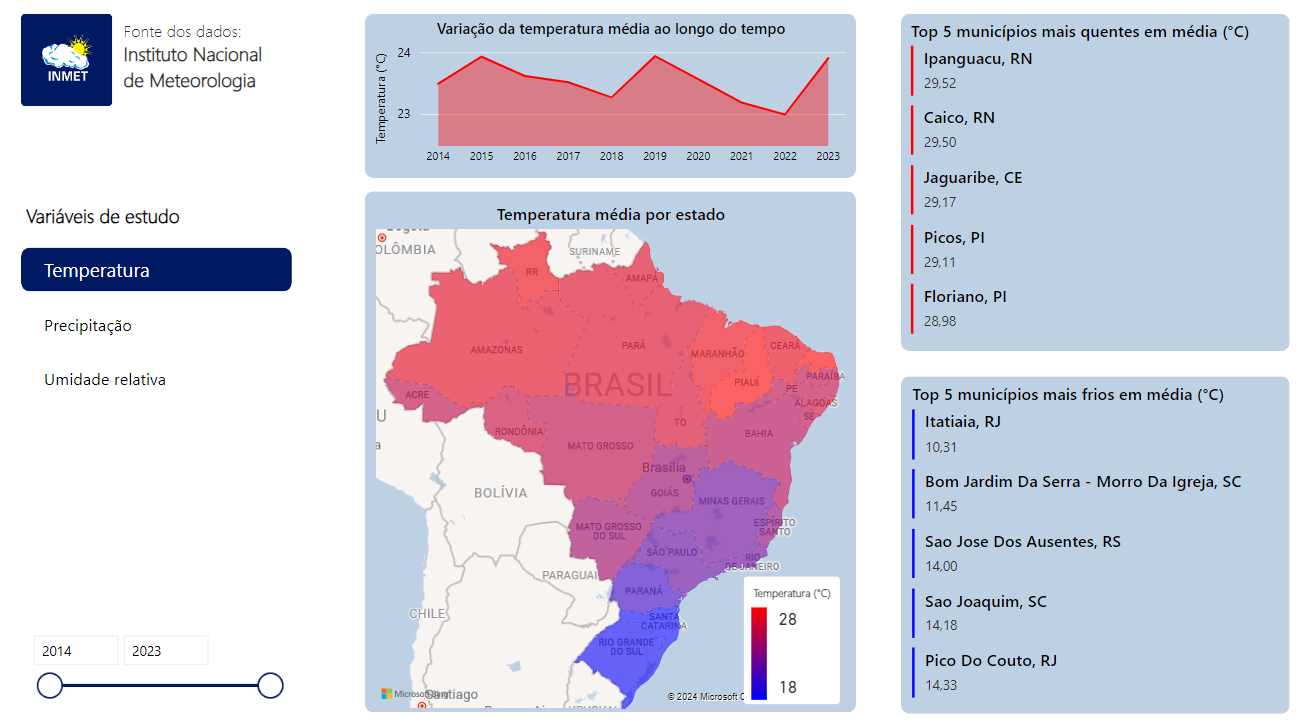 INMET
Fonte dos dados:
Instituto Nacional
de Meteorologia
Variáveis de estudo
Temperatura
Precipitação
Umidade relativa
2014
2023
Variação da temperatura média ao longo do tempo
Temperatura (°C)
24
23
2014 2015 2016 2017 2018 2019 2020 2021 2022 2023
Temperatura média por estado
OLÔMBIA
SURINAME
RR
AMAPÁ
AMAZONAS
PARÁ
MARANHÃO
CEARÁ
BRASIL
PIAUÍ
PARAÍBA
PE
ACRE
ALAGOAS
SE
TO
RONDÔNIA
MATO GROSSO
BAHIA
Brasília
GOIÁS
BOLÍVIA
MINAS GERAIS
MATO GROSSO
DO SUL
ESPÍRITO
SANTO
SÃO PAULO
RIO
DE JANEIRO
PARAGUAI
PARANÁ
CHILE
SANTA
CATARINA
RIO GRANDE
DO SUL
Santiago
Microsoft
© 2024 Microsoft
Temperatura (°C)
28
18
Top 5 municípios mais quentes em média (°C)
Ipanguacu, RN
29,52
Caico, RN
29,50
Jaguaribe, CE
29,17
Picos, PI
29,11
Floriano, PI
28,98
Top 5 municípios mais frios em média (°C)
Itatiaia, RJ
10,31
Bom Jardim Da Serra - Morro Da Igreja, SC
11,45
Sao Jose Dos Ausentes, RS
14,00
Sao Joaquim, SC
14,18
Pico Do Couto, RJ
14,33